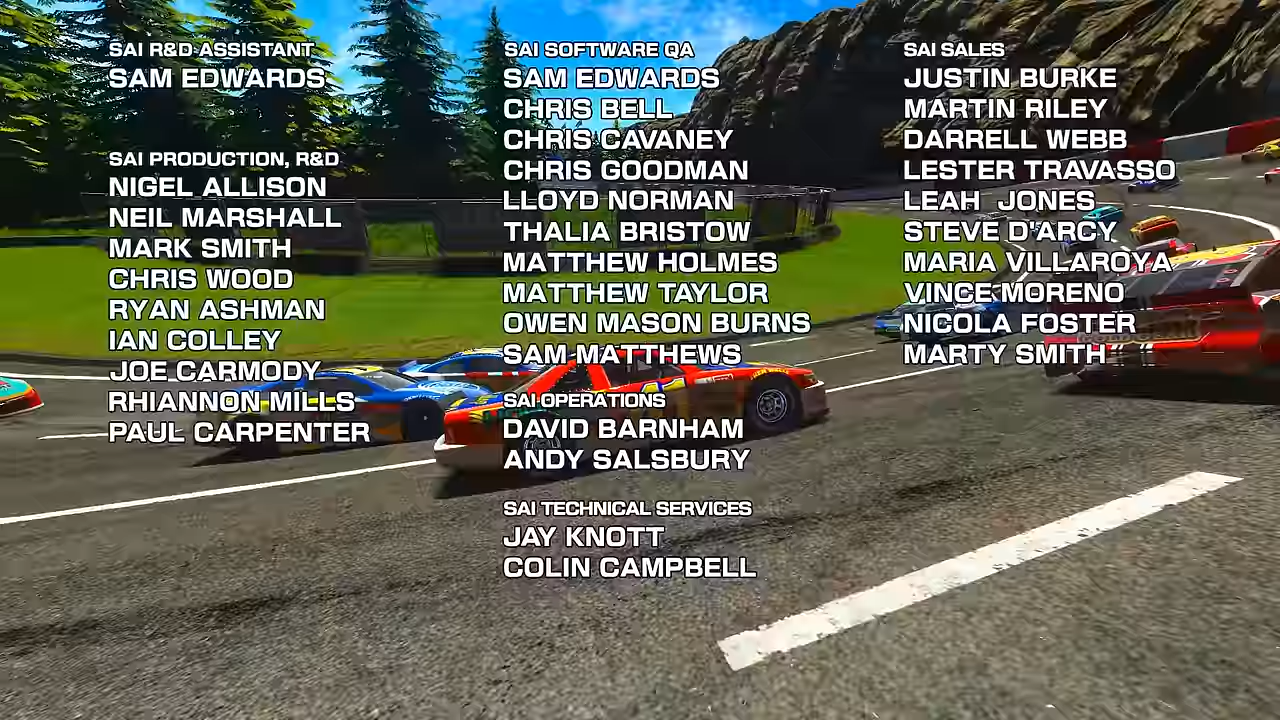 SAI R&D ASSISTANT
SAM EDWARDS
SAI PRODUCTION, R&D
NIGEL ALLISON
NEIL MARSHALL
MARK SMITH
CHRIS WOOD
RYAN ASHMAN
IAN COLLEY
JOE CARMODY
RHIANNON MILLS
PAUL CARPENTER
SAI SOFTWARE QA
SAM EDWARDS
CHRIS BELL
CHRIS CAVANEY
CHRIS GOODMAN
LLOYD NORMAN
THALIA BRISTOW
MATTHEW HOLMES
MATTHEW TAYLOR
OWEN MASON BURNS
SAM MATTHEWS
SAI OPERATIONS
DAVID BARNHAM
ANDY SALSBURY
SAI TECHNICAL SERVICES
JAY KNOTT
COLIN CAMPBELL
SAI SALES
JUSTIN BURKE
MARTIN RILEY
DARRELL WEBB
LESTER TRAVASSO
LEAH JONES
STEVE D'ARCY
MARIA VILLAROYA
VINCE MORENO
NICOLA FOSTER
MARTY SMITH